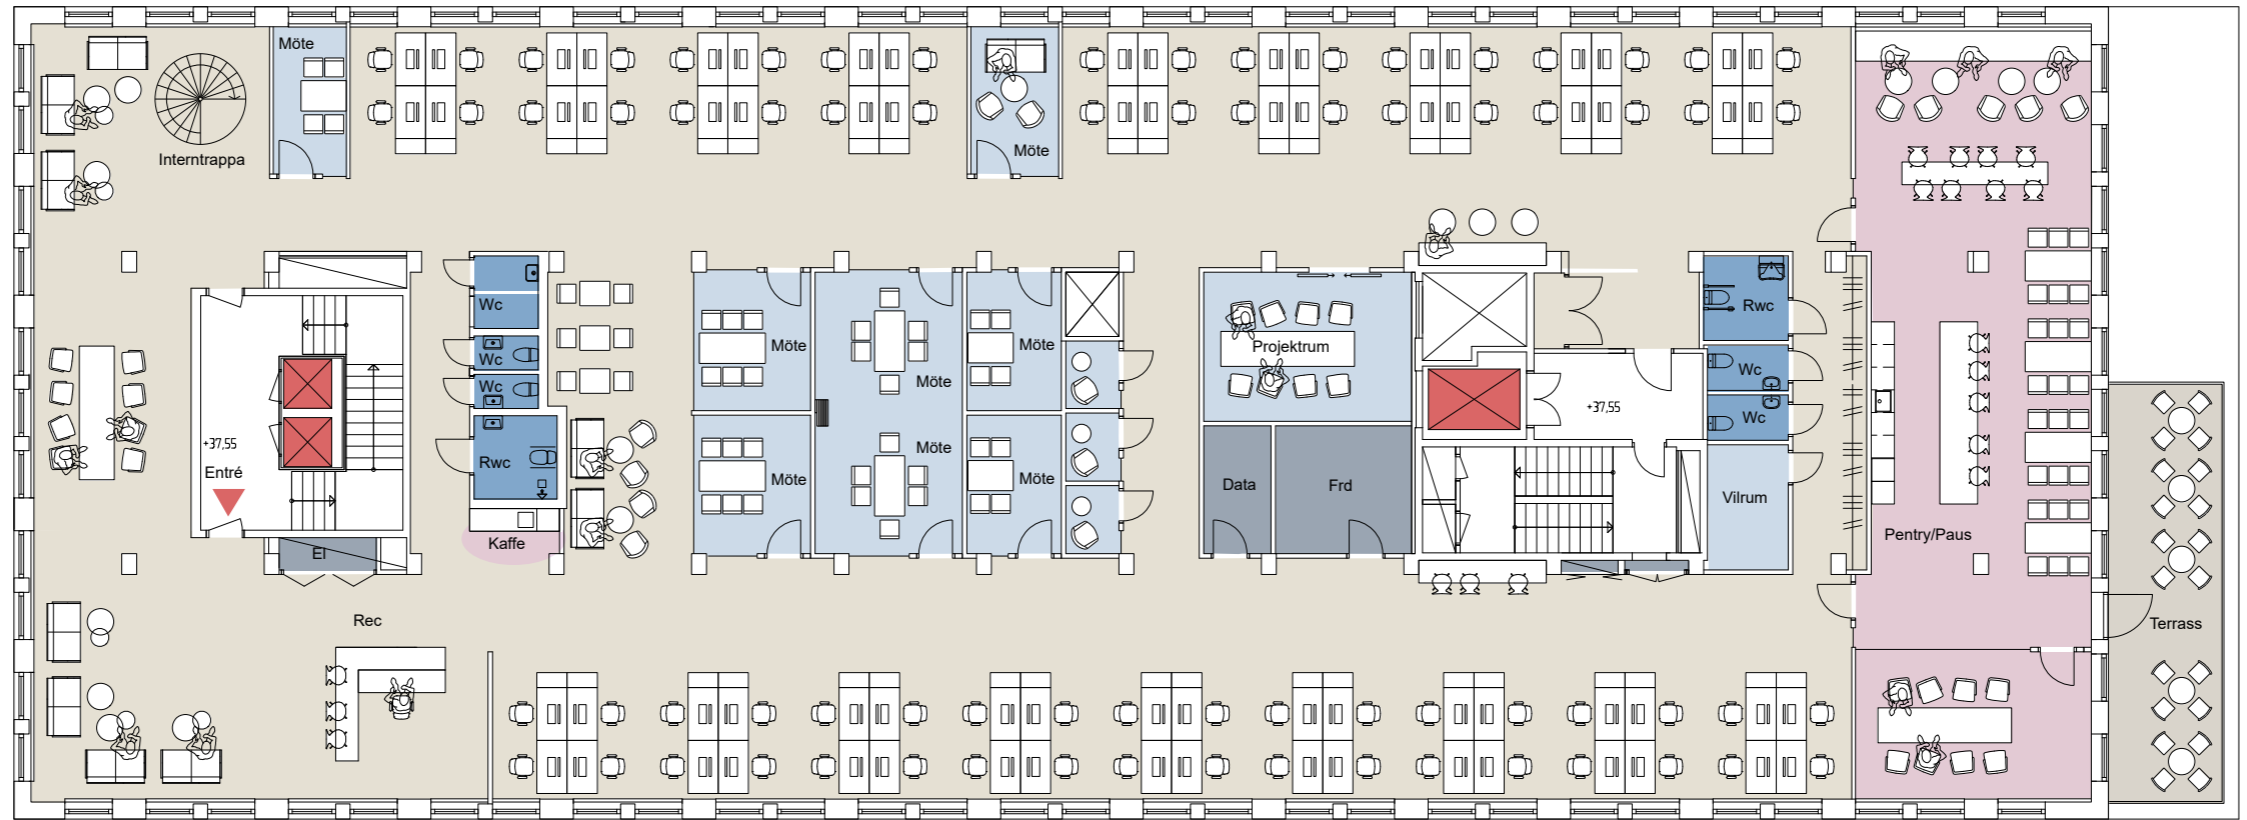 Möte
Interntrappa
Möte
Wc
Wc
Wc
Rwc
Kaffe
+37,55
Entré
El
Rec
Möte
Möte
Möte
Möte
Möte
Möte
Projektrum
Data
Frd
+37,55
Rwc
Wc
Wc
Vilrum
Pentry/Paus
Terrass